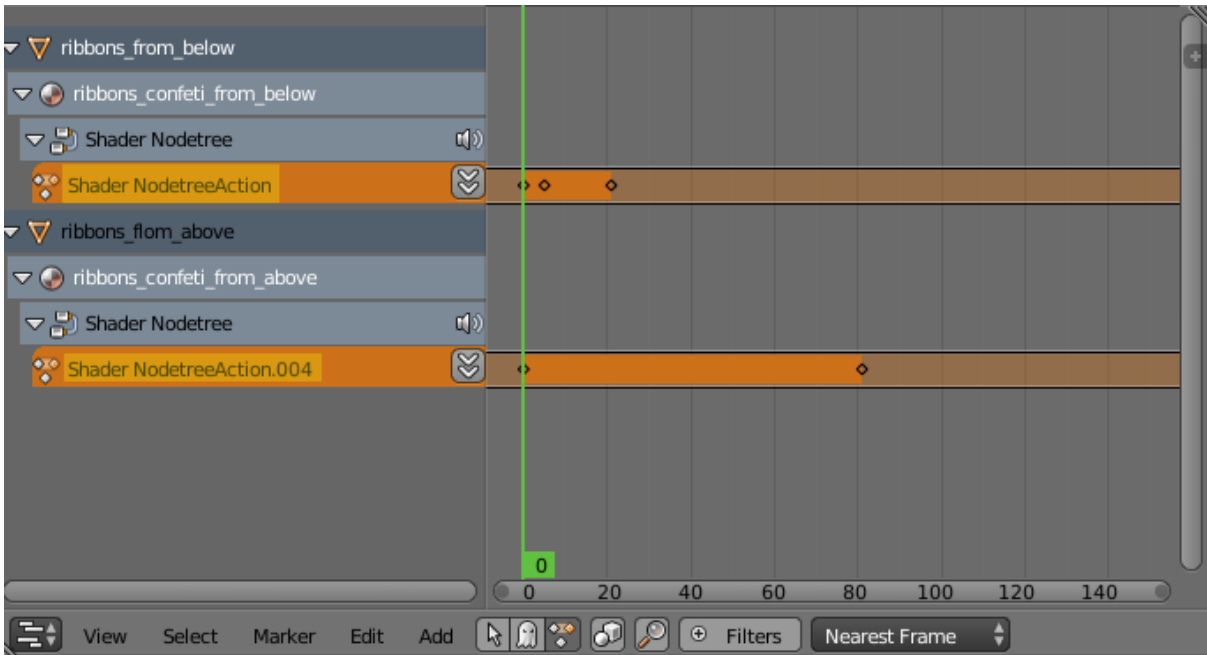 ribbons_from_below
ribbons_confeti_from_below
Shader Nodetree
Shader NodetreeAction
ribbons_flom_above
ribbons_confeti_from_above
Shader Nodetree
Shader NodetreeAction.004
0
0 20 40 60 80 100 120 140
View Select Marker Edit Add Filters Nearest Frame